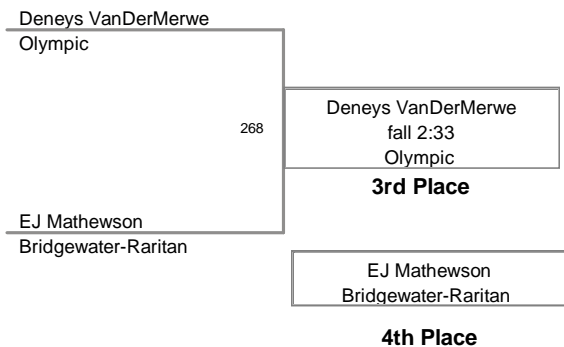 Deneys VanDerMerwe
Olympic
268
Deneys VanDerMerwe
fall 2:33
Olympic
3rd Place
EJ Mathewson
Bridgewater-Raritan
EJ Mathewson
Bridgewater-Raritan
4th Place